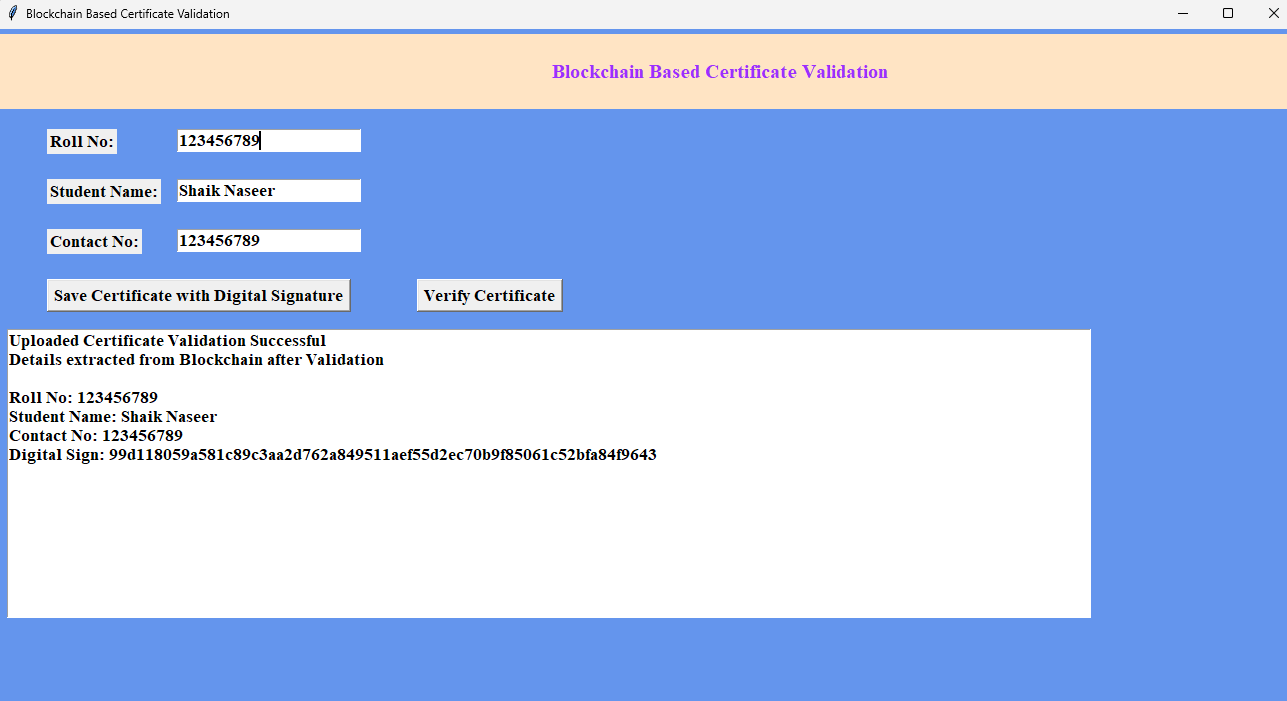 Blockchain Based Certificate Validation
Blockchain Based Certificate Validation
Roll No: 123456789
Student Name: Shaik Naseer
Contact No: 123456789
Save Certificate with Digital Signature Verify Certificate
Uploaded Certificate Validation Successful
Details extracted from Blockchain after Validation
Roll No: 123456789
Student Name: Shaik Naseer
Contact No: 123456789
Digital Sign: 99d118059a581c89c3aa2d762a849511aef55d2ec70b9f85061c52bfa84f9643